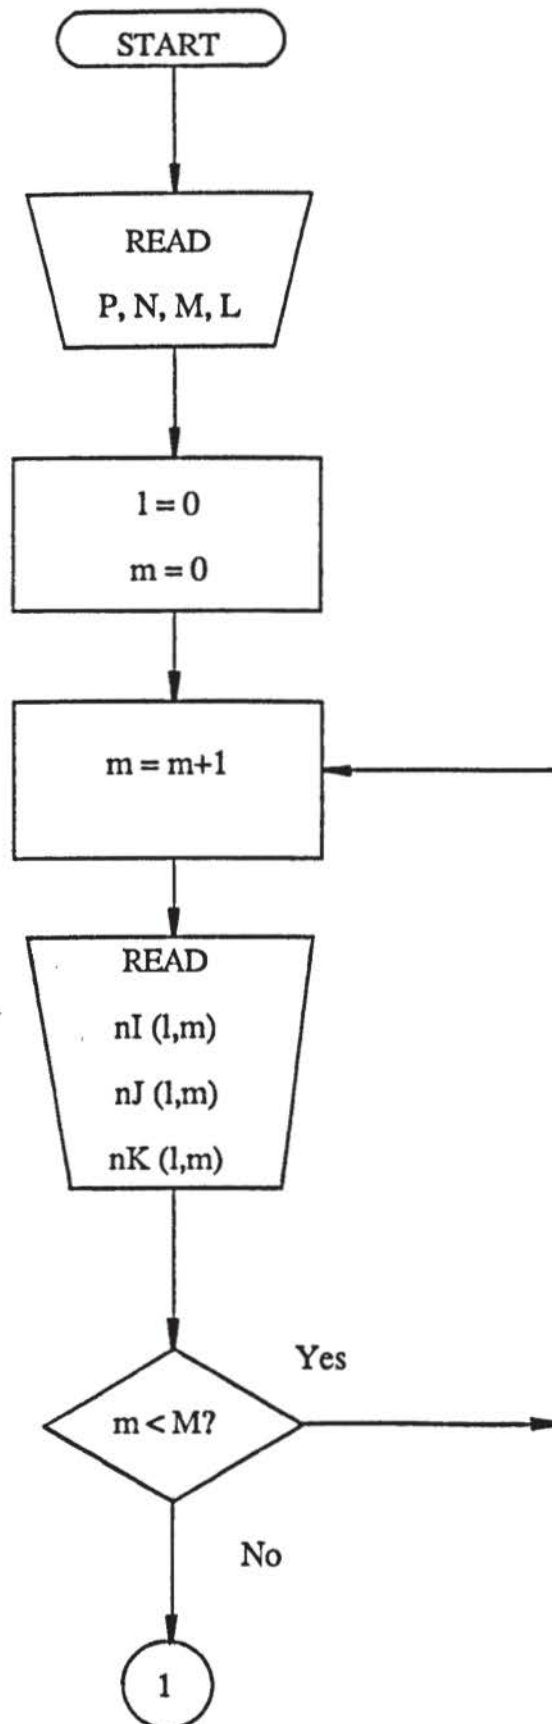 START
READ
P, N, M, L
l = 0
m = 0
m = m+1
READ
nI (l,m)
nJ (l,m)
nK (l,m)
Yes
m < M?
No
1